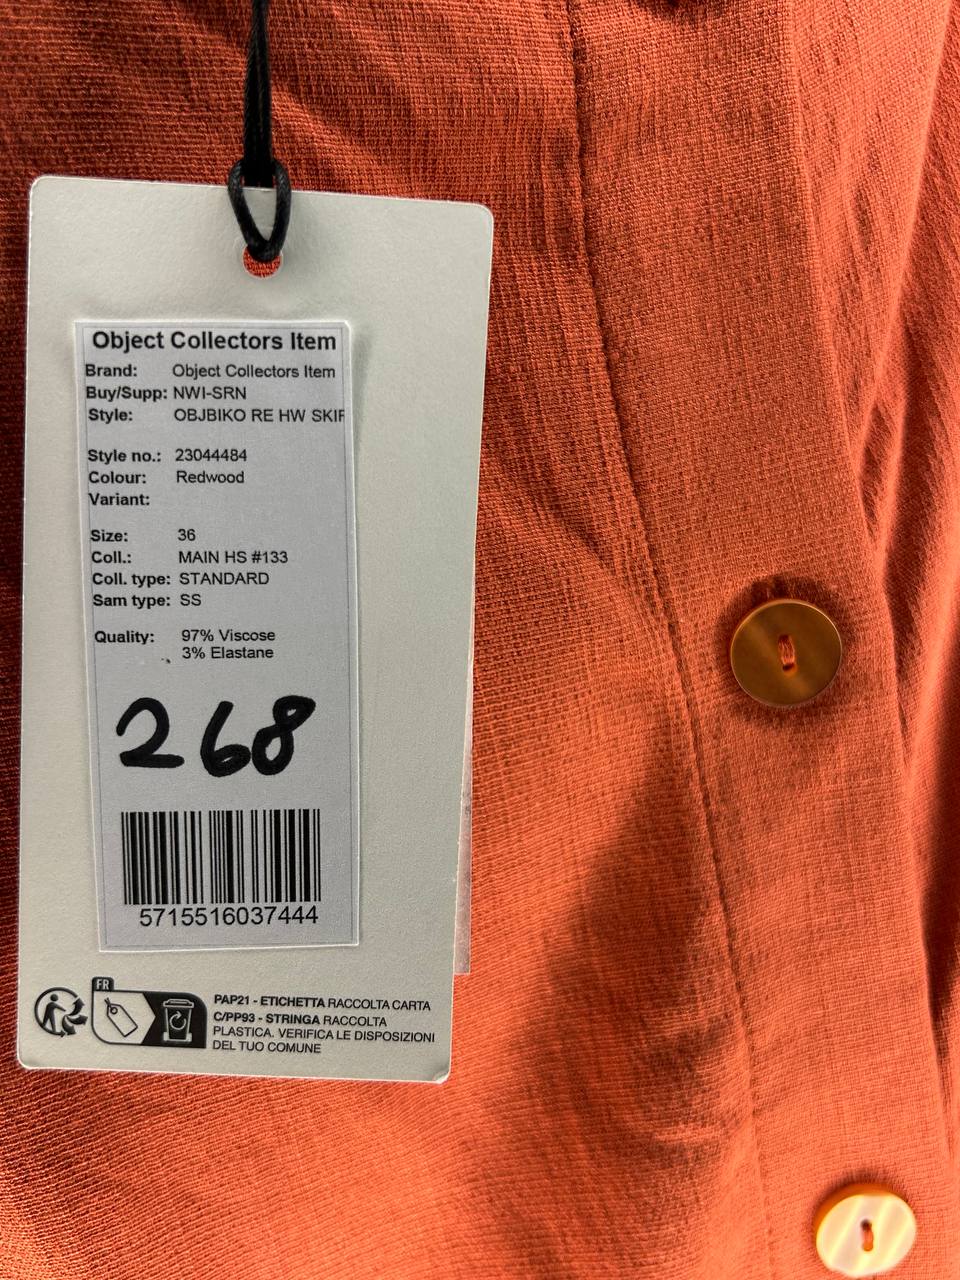 Object Collectors Item
Brand: Object Collectors Item
Buy/Supp: NWI-SRN
Style: OBJBIKO RE HW SKIF
Style no.: 23044484
Colour: Redwood
Variant:
Size: 36
Coll.: MAIN HS #133
Coll. type: STANDARD
Sam type: SS
Quality: 97% Viscose
3% Elastane
268
5715516037444
FR
PAP21 - ETICHETTA RACCOLTA CARTA
C/PP93 - STRINGA RACCOLTA
PLASTICA. VERIFICA LE DISPOSIZIONI
DEL TUO COMUNE